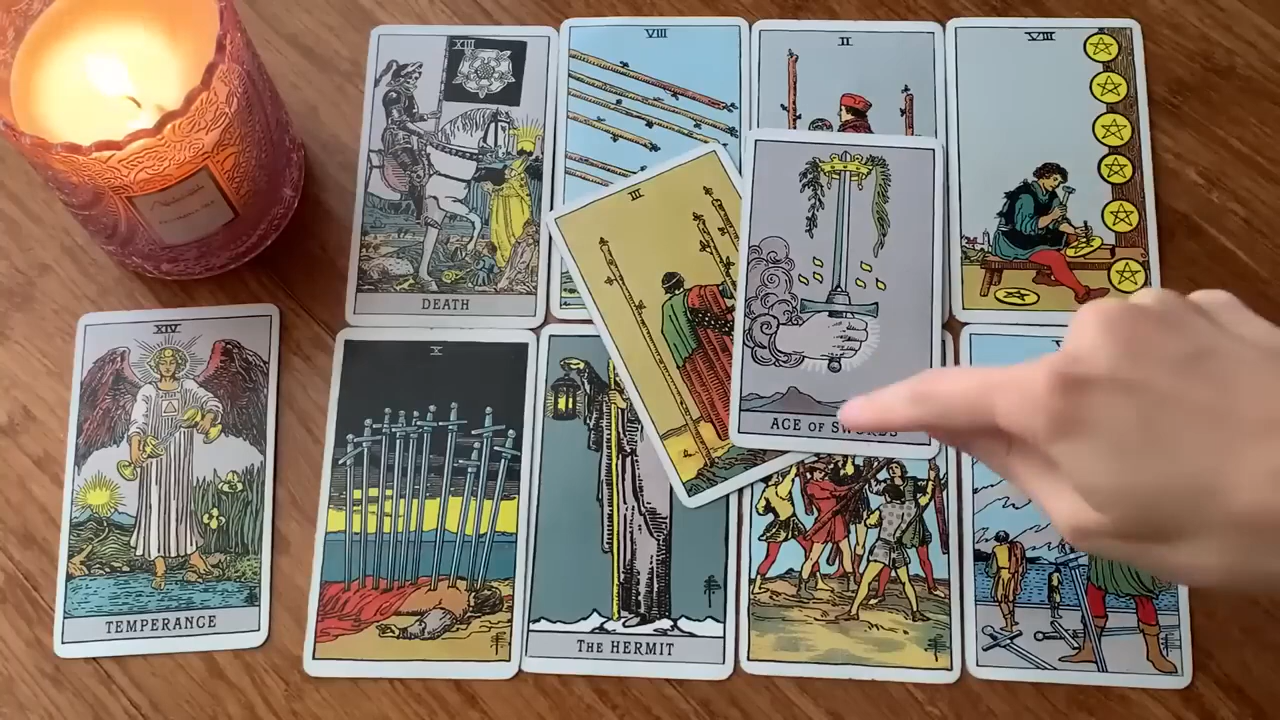 XIII
VIII
II
VIII
III
DEATH
ACE OF SWORDS
XIV
X
TEMPERANCE
THE HERMIT